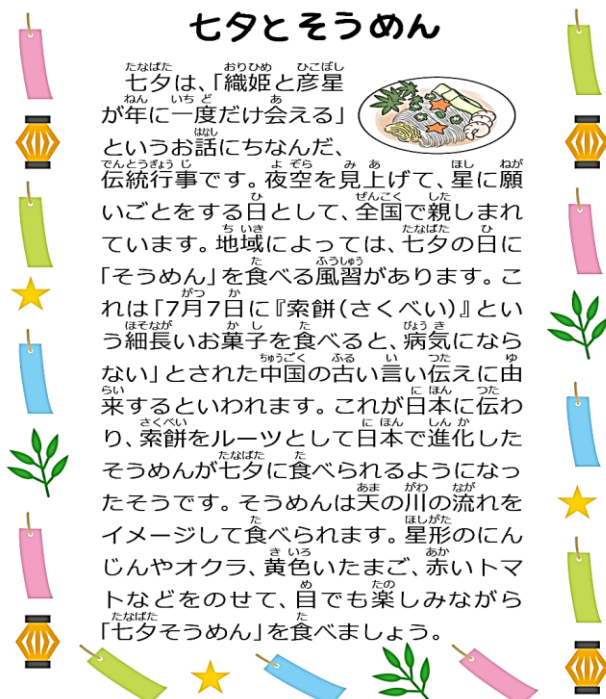 七夕とそうめん
七夕は、「織姫と彦星
が年に一度だけ会える」
というお話にちなんだ、
伝統行事です。夜空を見上げて、星に願
いごとをする日として、全国で親しまれ
ています。地域によっては、七夕の日に
「そうめん」を食べる風習があります。こ
れは「7月7日に『索餅(さくべい)』とい
う細長いお菓子を食べると、病気になら
ない」とされた中国の古い言い伝えに由
来するといわれます。これが日本に伝わ
り、索餅をルーツとして日本で進化した
そうめんが七夕に食べられるようになっ
たそうです。そうめんは天の川の流れを
イメージして食べられます。星形のにん
じんやオクラ、黄色いたまご、赤いトマ
トなどをのせて、目でも楽しみながら
「七夕そうめん」を食べましょう。